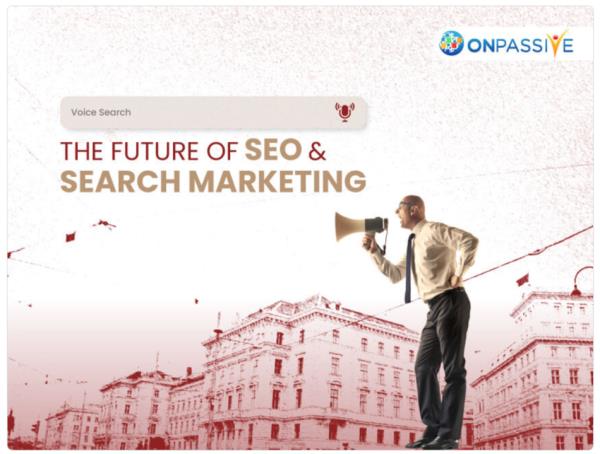 ONPASSIVE
Voice Search
THE FUTURE OF SEO &
SEARCH MARKETING